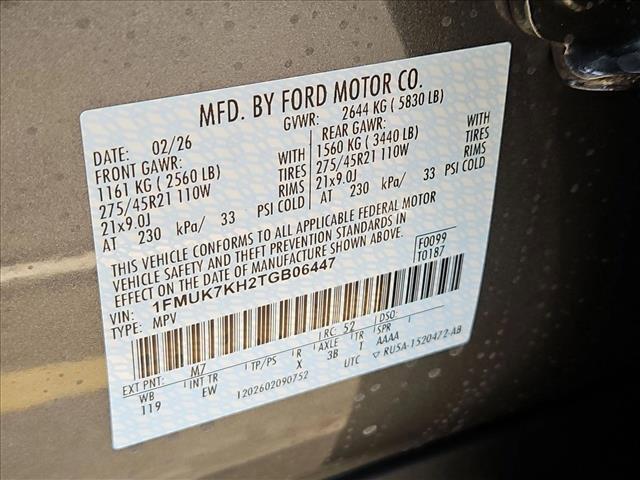 MFD. BY FORD MOTOR CO.
DATE: 02/26 GVWR: 2644 KG ( 5830 LB)
FRONT GAWR: REAR GAWR:
1161 KG ( 2560 LB) WITH 1560 KG ( 3440 LB) WITH
275/45R21 110W TIRES 275/45R21 110W TIRES
21x9.0J RIMS 21x9.0J RIMS
AT 230 kPa/ 33 PSI COLD AT 230 kPa/ 33 PSI COLD
THIS VEHICLE CONFORMS TO ALL APPLICABLE FEDERAL MOTOR
VEHICLE SAFETY AND THEFT PREVENTION STANDARDS IN
EFFECT ON THE DATE OF MANUFACTURE SHOWN ABOVE.
F0099
T0187
VIN: 1FMUK7KH2TGB06447
TYPE: MPV
EXT PNT: M7 RC: 52 DSO:
WB INT TR TP/PS R AXLE TR SPR
119 EW X 3B 1 AAAA
1202602090752 UTC ▽ RU5A-1520472-AB